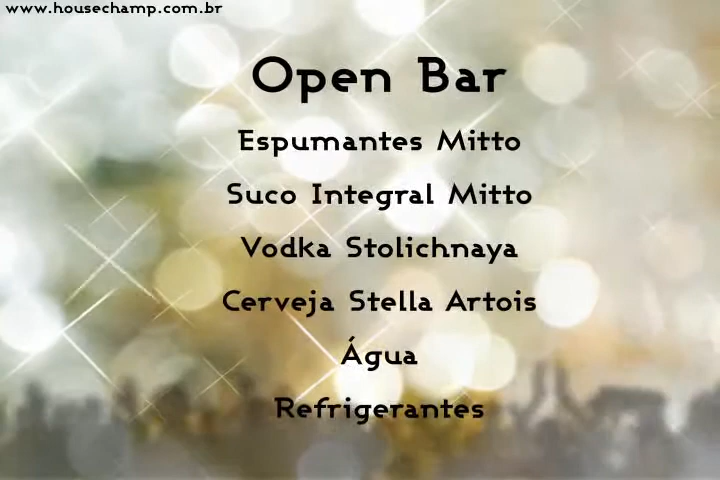 www.housechamp.com.br
Open Bar
Espumantes Mitto
Suco Integral Mitto
Vodka Stolichnaya
Cerveja Stella Artois
Água
Refrigerantes